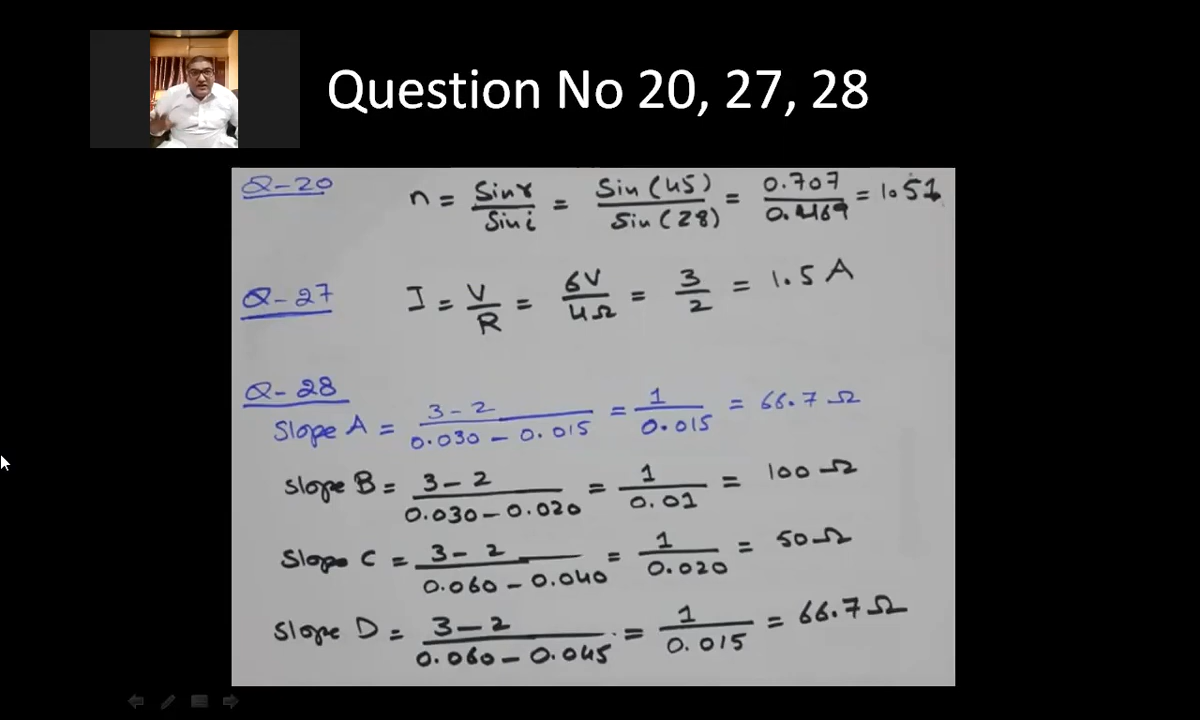 Question No 20, 27, 28
Q-20
n = Sin r / Sin i = Sin (45) / Sin (28) = 0.707 / 0.469 = 1.51
Q-27
I = V / R = 6V / 4Ω = 3 / 2 = 1.5 A
Q-28
Slope A = 3-2 / 0.030 - 0.015 = 1 / 0.015 = 66.7 Ω
Slope B = 3-2 / 0.030-0.020 = 1 / 0.01 = 100 Ω
Slope C = 3-2 / 0.060-0.040 = 1 / 0.020 = 50 Ω
Slope D = 3-2 / 0.060-0.045 = 1 / 0.015 = 66.7 Ω